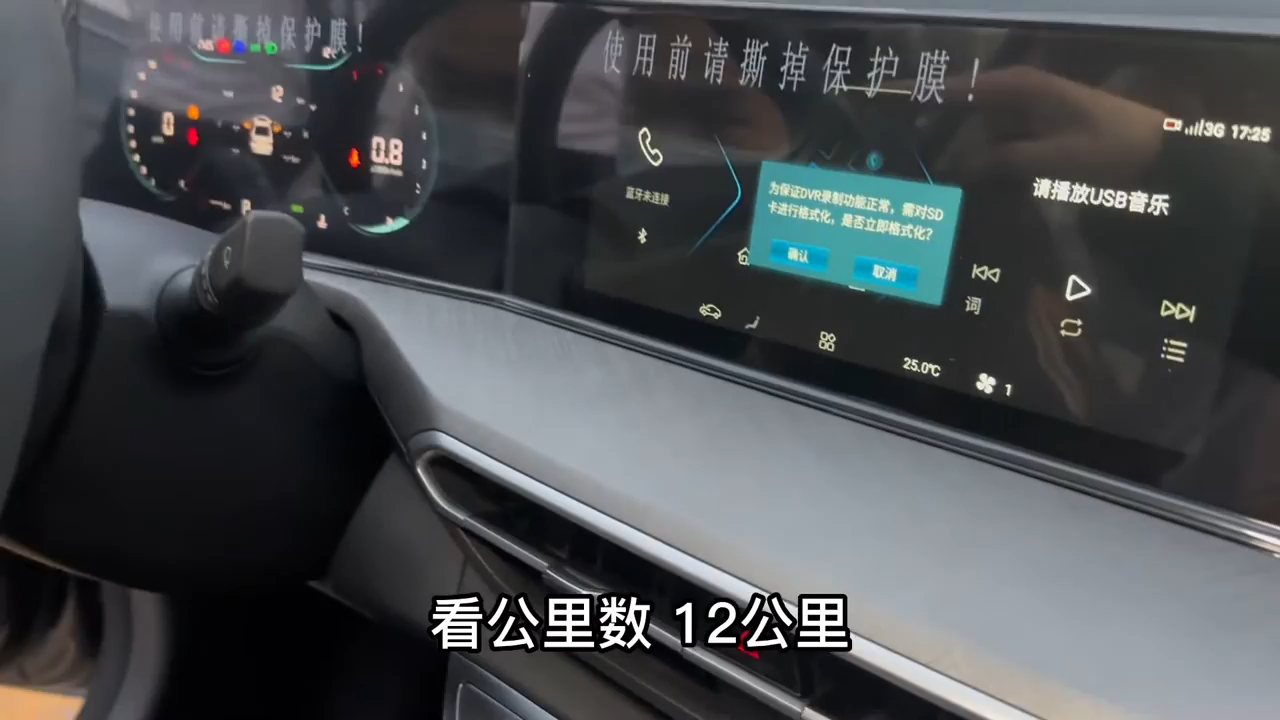 使用前请撕掉保护膜！
使用前请撕掉保护膜！
12
0
0.8
蓝牙未连接
3G 17:25
请播放USB音乐
为保证DVR录制功能正常，需对SD
卡进行格式化，是否立即格式化？
确认
取消
词
25.0℃
1
看公里数 12公里